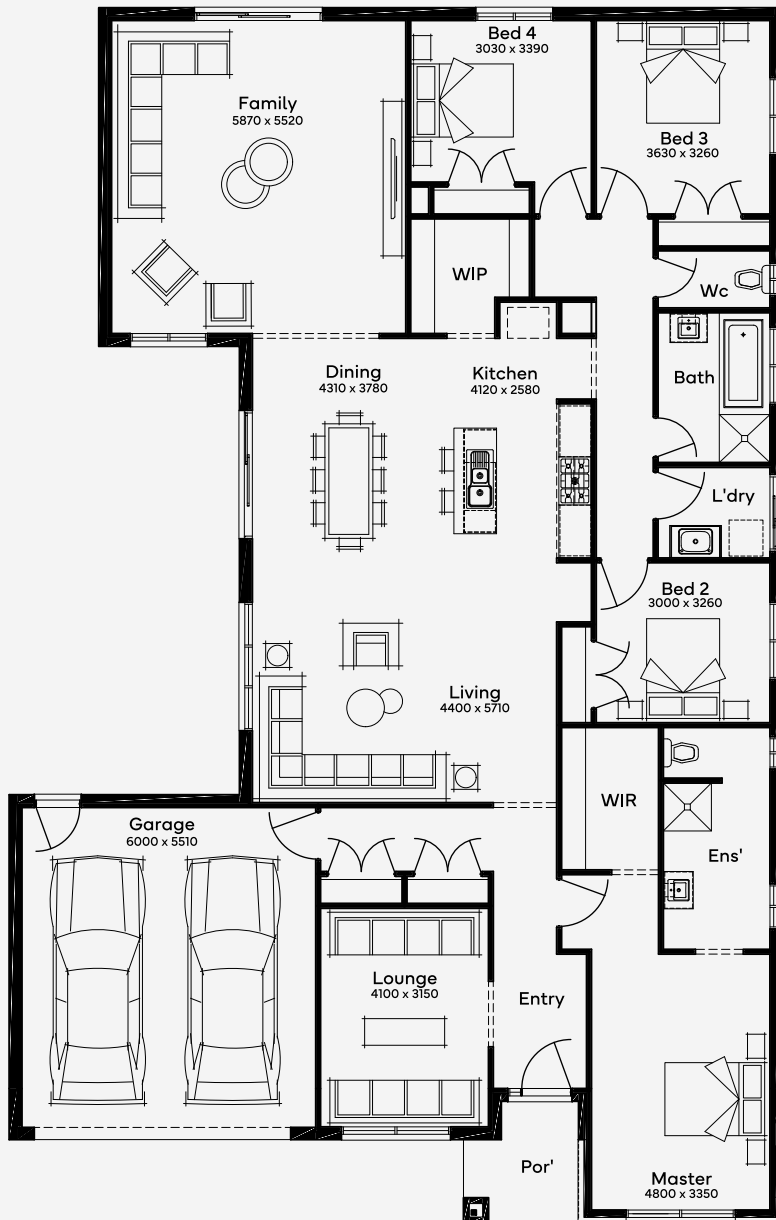 Bed 4
3030 x 3390
Family
5870 x 5520
Bed 3
3630 x 3260
WIP
Wc
Dining
4310 x 3780
Kitchen
4120 x 2580
Bath
L'dry
Bed 2
3000 x 3260
Living
4400 x 5710
WIR
Garage
6000 x 5510
Ens'
Lounge
4100 x 3150
Entry
Por'
Master
4800 x 3350